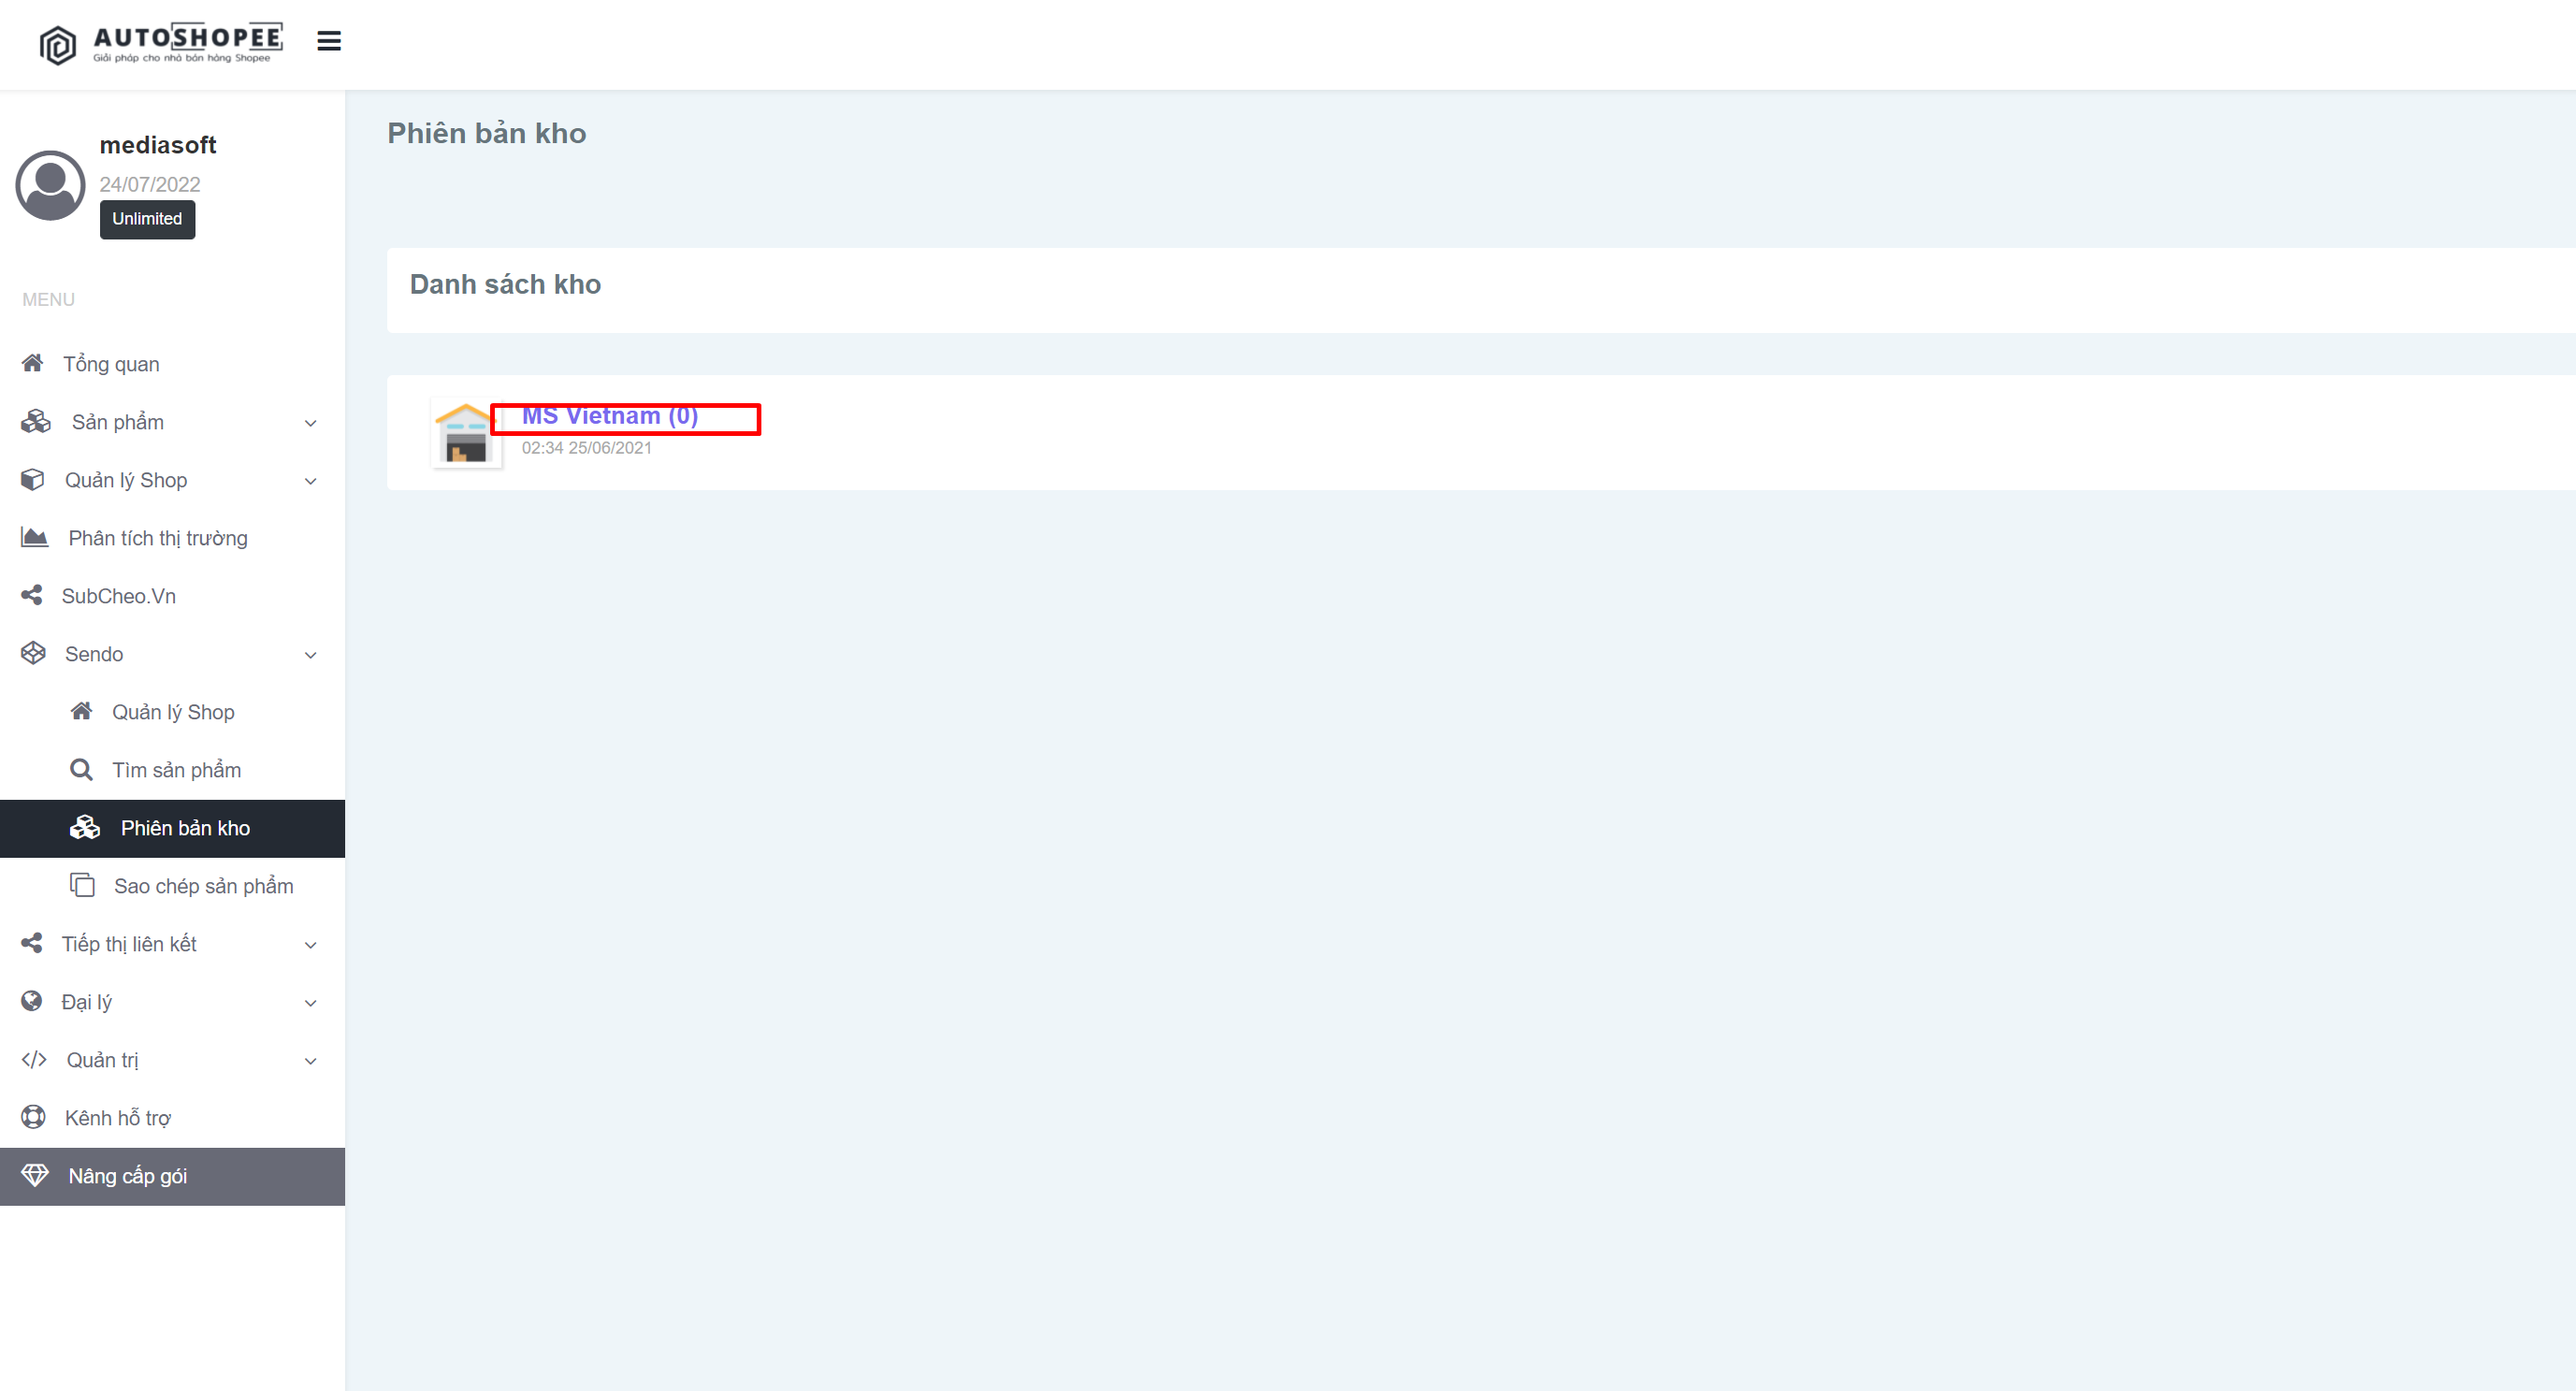 AUTOSHOPEE
Giải pháp cho nhà bán hàng Shopee
mediasoft
24/07/2022
Unlimited
MENU
Tổng quan
Sản phẩm
Quản lý Shop
Phân tích thị trường
SubCheo.Vn
Sendo
Quản lý Shop
Tìm sản phẩm
Phiên bản kho
Sao chép sản phẩm
Tiếp thị liên kết
Đại lý
Quản trị
Kênh hỗ trợ
Nâng cấp gói
Phiên bản kho
Danh sách kho
MS Vietnam (0)
02:34 25/06/2021